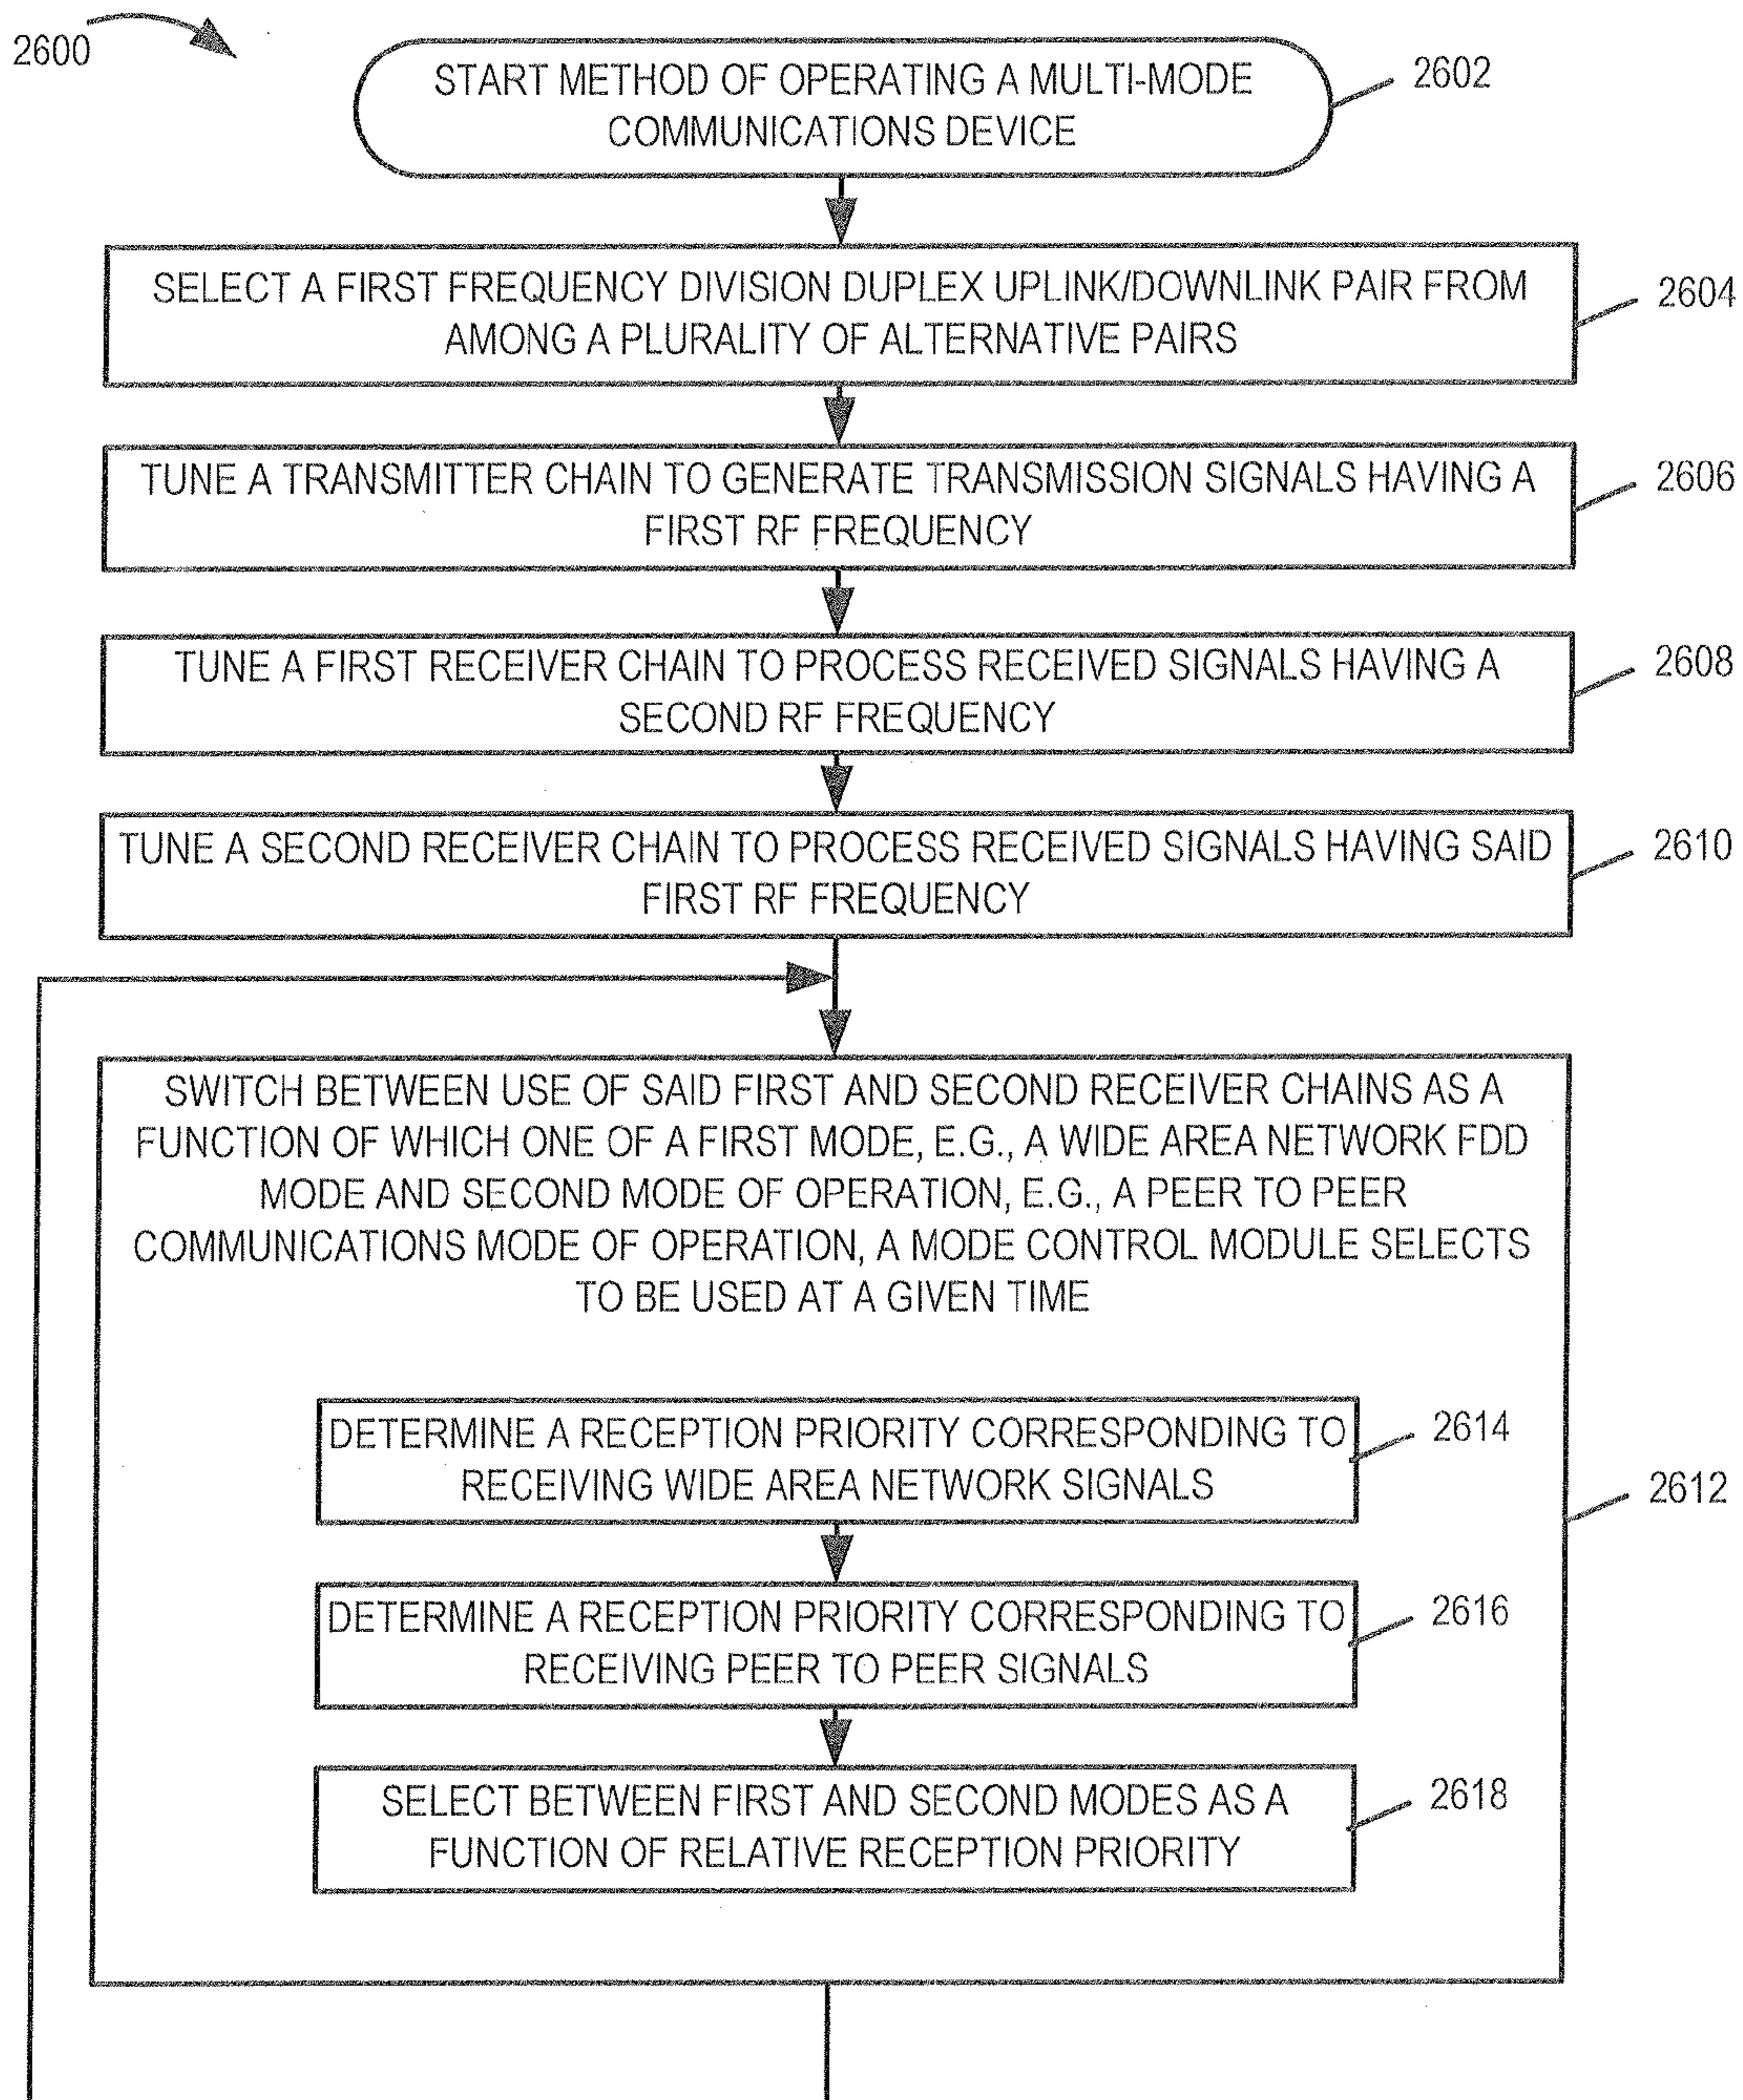 2600
START METHOD OF OPERATING A MULTI-MODE
COMMUNICATIONS DEVICE
2602
SELECT A FIRST FREQUENCY DIVISION DUPLEX UPLINK/DOWNLINK PAIR FROM
AMONG A PLURALITY OF ALTERNATIVE PAIRS
2604
TUNE A TRANSMITTER CHAIN TO GENERATE TRANSMISSION SIGNALS HAVING A
FIRST RF FREQUENCY
2606
TUNE A FIRST RECEIVER CHAIN TO PROCESS RECEIVED SIGNALS HAVING A
SECOND RF FREQUENCY
2608
TUNE A SECOND RECEIVER CHAIN TO PROCESS RECEIVED SIGNALS HAVING SAID
FIRST RF FREQUENCY
2610
SWITCH BETWEEN USE OF SAID FIRST AND SECOND RECEIVER CHAINS AS A
FUNCTION OF WHICH ONE OF A FIRST MODE, E.G., A WIDE AREA NETWORK FDD
MODE AND SECOND MODE OF OPERATION, E.G., A PEER TO PEER
COMMUNICATIONS MODE OF OPERATION, A MODE CONTROL MODULE SELECTS
TO BE USED AT A GIVEN TIME
DETERMINE A RECEPTION PRIORITY CORRESPONDING TO
RECEIVING WIDE AREA NETWORK SIGNALS
2614
2612
DETERMINE A RECEPTION PRIORITY CORRESPONDING TO
RECEIVING PEER TO PEER SIGNALS
2616
SELECT BETWEEN FIRST AND SECOND MODES AS A
FUNCTION OF RELATIVE RECEPTION PRIORITY
2618